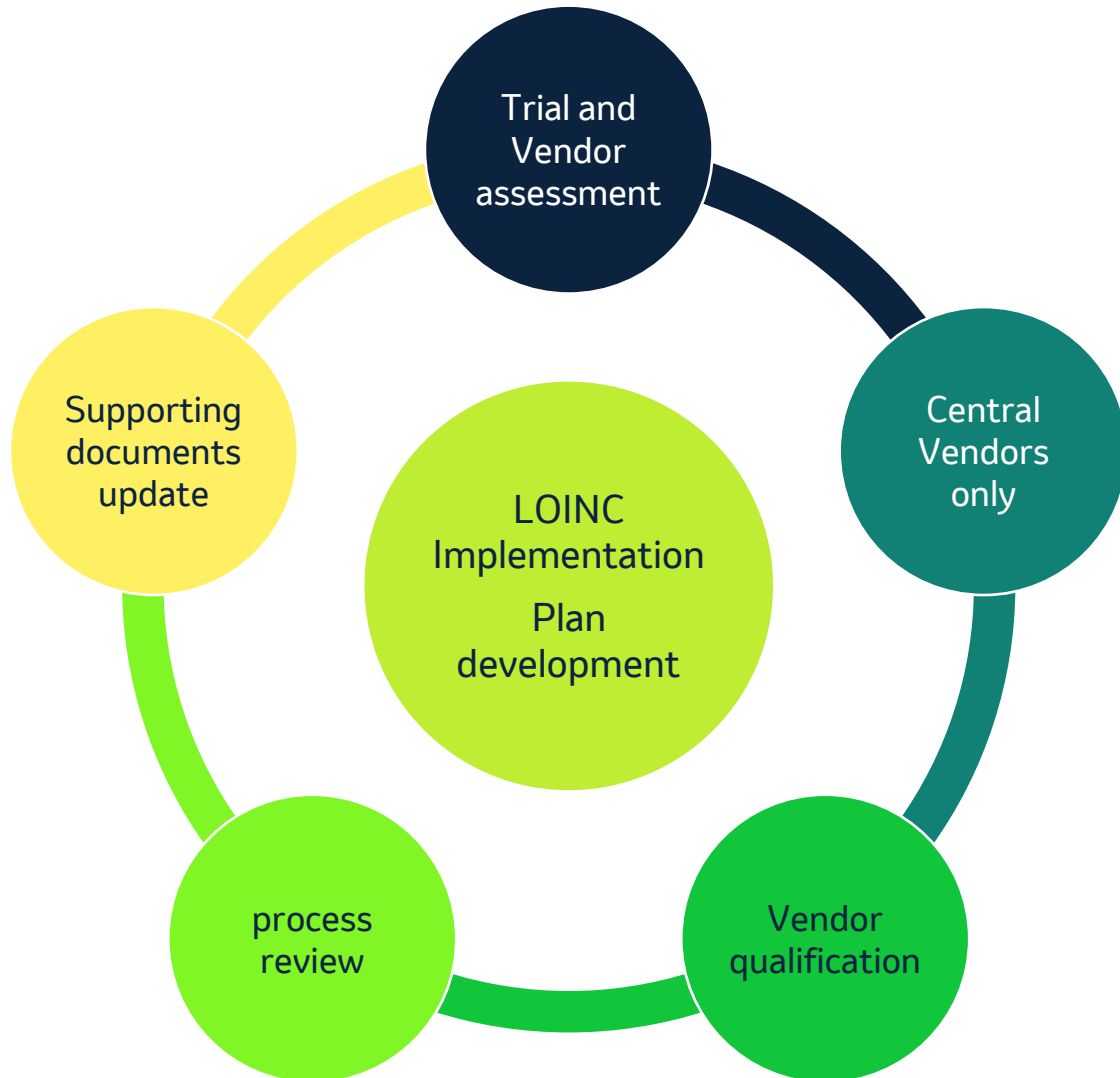 Trial and
Vendor
assessment
Central
Vendors
only
Vendor
qualification
process
review
Supporting
documents
update
LOINC
Implementation
Plan
development